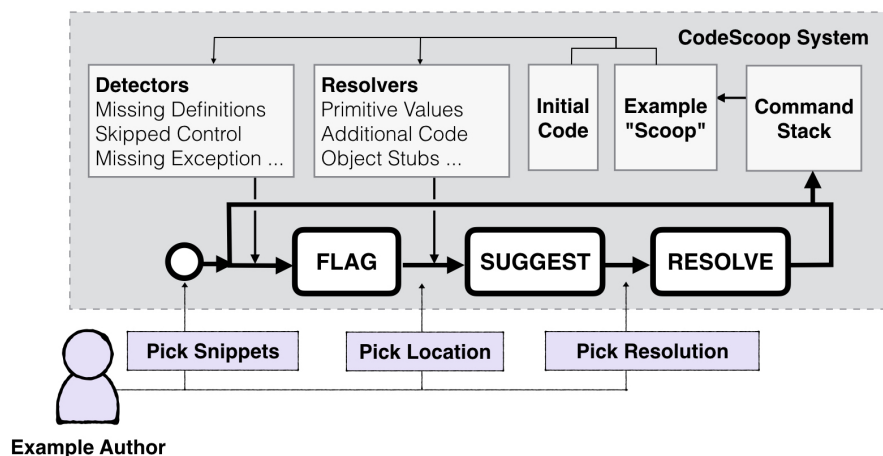 CodeScoop System
Detectors
Missing Definitions
Skipped Control
Missing Exception ...
Resolvers
Primitive Values
Additional Code
Object Stubs ...
Initial
Code
Example
"Scoop"
Command
Stack
FLAG
SUGGEST
RESOLVE
Pick Snippets
Pick Location
Pick Resolution
Example Author